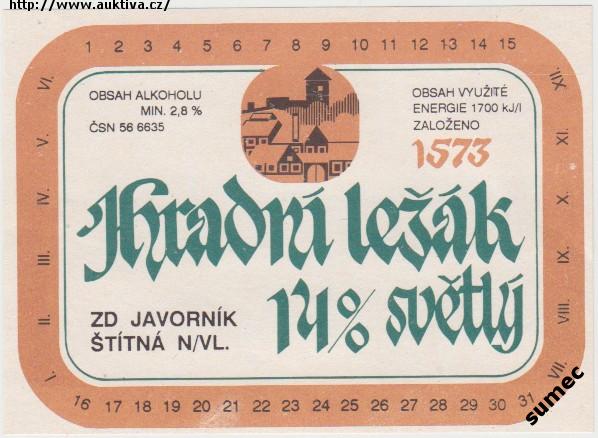 http://www.auktiva.cz/
1 2 3 4 5 6 7 8 9 10 11 12 13 14 15
VI. V. IV. III. II. I.
OBSAH ALKOHOLU
MIN. 2,8 %
ČSN 56 6635
OBSAH VYUŽITÉ
ENERGIE 1700 kJ/l
ZALOŽENO
1573
Hradní ležák
14% světlý
ZD JAVORNÍK
ŠTÍTNÁ N/VL.
XII. XI. X. IX. VIII. VII.
16 17 18 19 20 21 22 23 24 25 26 27 28 29 30 31
sumec